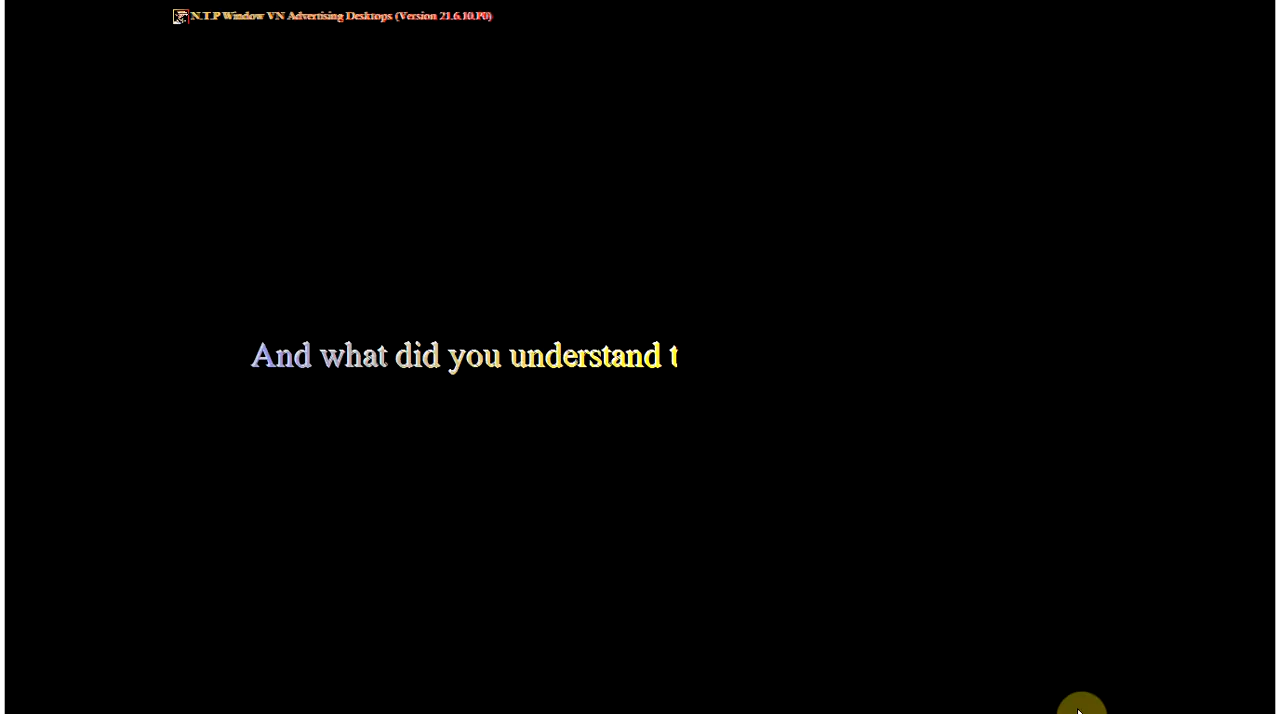 N.T.P Window VN Advertising Desktops (Version 21.6.10.P0)
And what did you understand t